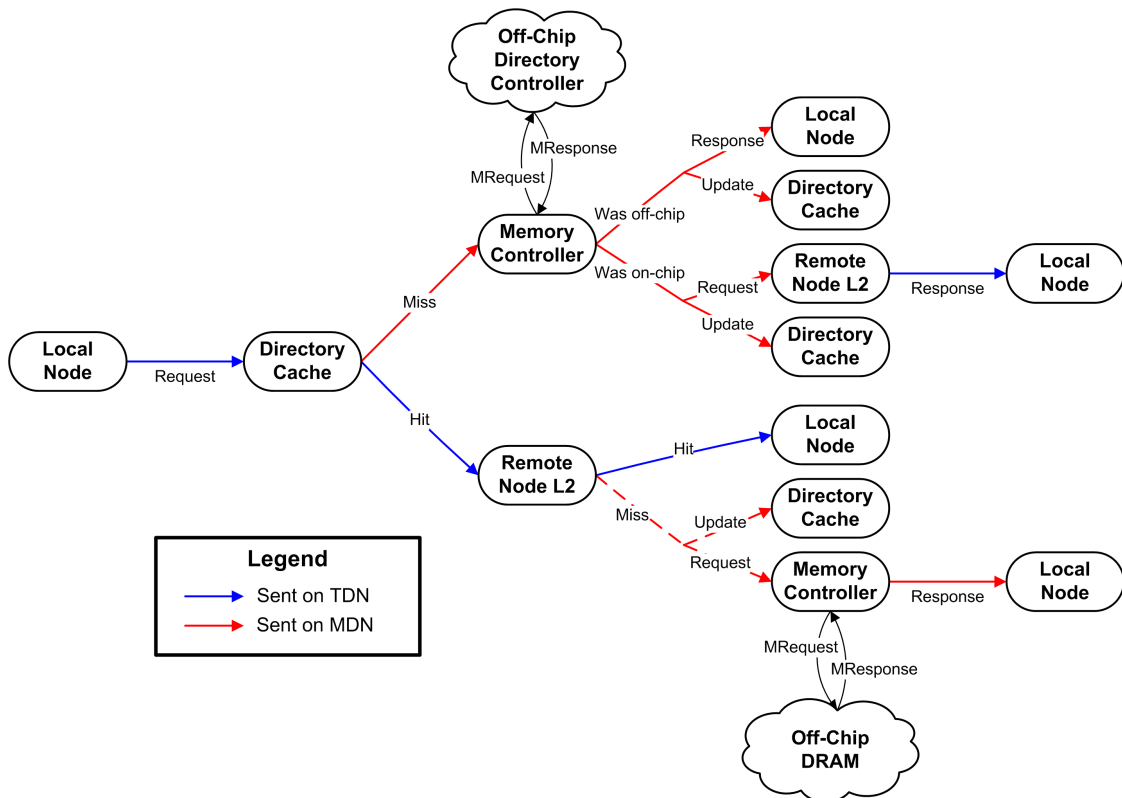 Off-Chip
Directory
Controller
MRequest
MResponse
Memory
Controller
Was off-chip
Response
Local
Node
Update
Directory
Cache
Was on-chip
Request
Remote
Node L2
Response
Local
Node
Update
Directory
Cache
Miss
Local
Node
Request
Directory
Cache
Hit
Remote
Node L2
Hit
Local
Node
Miss
Update
Directory
Cache
Request
Memory
Controller
Response
Local
Node
MRequest
MResponse
Off-Chip
DRAM
Legend
Sent on TDN
Sent on MDN